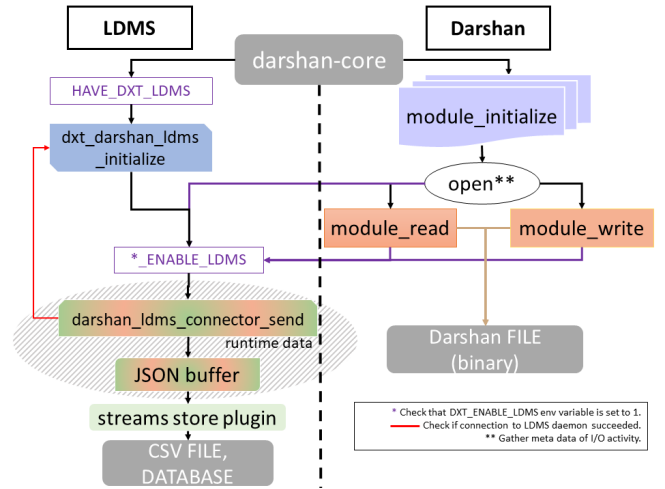 LDMS
Darshan
darshan-core
HAVE_DXT_LDMS
module_initialize
dxt_darshan_ldms
_initialize
open**
module_read
module_write
*_ENABLE_LDMS
darshan_ldms_connector_send
runtime data
Darshan FILE
(binary)
JSON buffer
streams store plugin
CSV FILE,
DATABASE
* Check that DXT_ENABLE_LDMS env variable is set to 1.
Check if connection to LDMS daemon succeeded.
** Gather meta data of I/O activity.